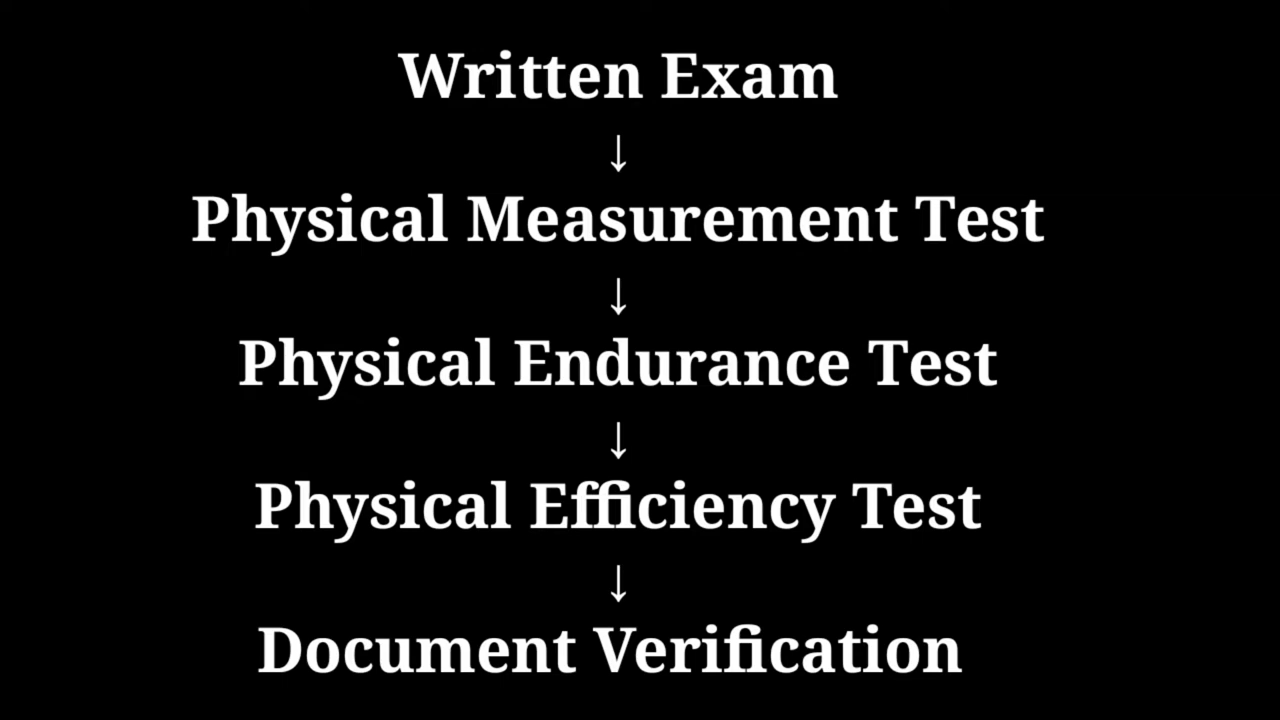 Written Exam
↓
Physical Measurement Test
↓
Physical Endurance Test
↓
Physical Efficiency Test
↓
Document Verification